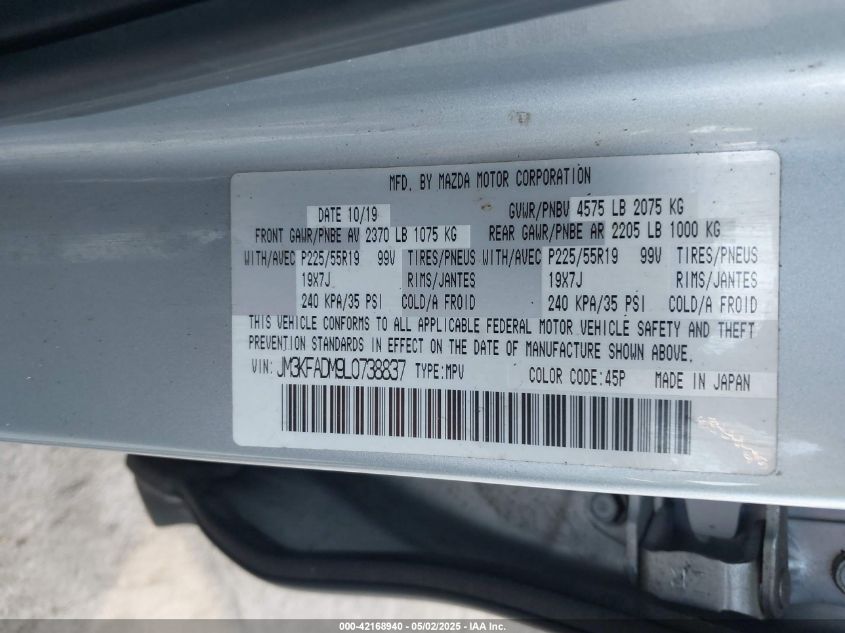 MFD. BY MAZDA MOTOR CORPORATION
DATE 10/19 GVWR/PNBV 4575 LB 2075 KG
FRONT GAWR/PNBE AV 2370 LB 1075 KG REAR GAWR/PNBE AR 2205 LB 1000 KG
WITH/AVEC P225/55R19 99V TIRES/PNEUS WITH/AVEC P225/55R19 99V TIRES/PNEUS
19X7J RIMS/JANTES 19X7J RIMS/JANTES
240 KPA/35 PSI COLD/A FROID 240 KPA/35 PSI COLD/A FROID
THIS VEHICLE CONFORMS TO ALL APPLICABLE FEDERAL MOTOR VEHICLE SAFETY AND THEFT
PREVENTION STANDARDS IN EFFECT ON THE DATE OF MANUFACTURE SHOWN ABOVE.
VIN: JM3KFADM9L0738837 TYPE:MPV COLOR CODE:45P MADE IN JAPAN
000-42168940 - 05/02/2025 - IAA Inc.